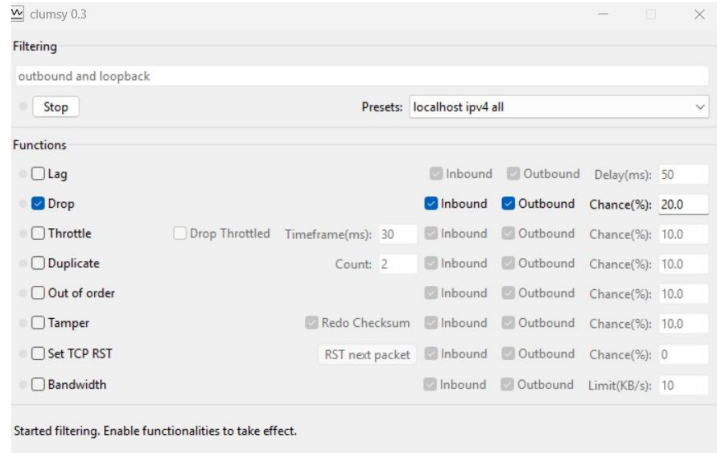 clumsy 0.3
Filtering
outbound and loopback
Stop Presets: localhost ipv4 all
Functions
Lag Inbound Outbound Delay(ms): 50
Drop Inbound Outbound Chance(%): 20.0
Throttle Drop Throttled Timeframe(ms): 30 Inbound Outbound Chance(%): 10.0
Duplicate Count: 2 Inbound Outbound Chance(%): 10.0
Out of order Inbound Outbound Chance(%): 10.0
Tamper Redo Checksum Inbound Outbound Chance(%): 10.0
Set TCP RST RST next packet Inbound Outbound Chance(%): 0
Bandwidth Inbound Outbound Limit(KB/s): 10
Started filtering. Enable functionalities to take effect.